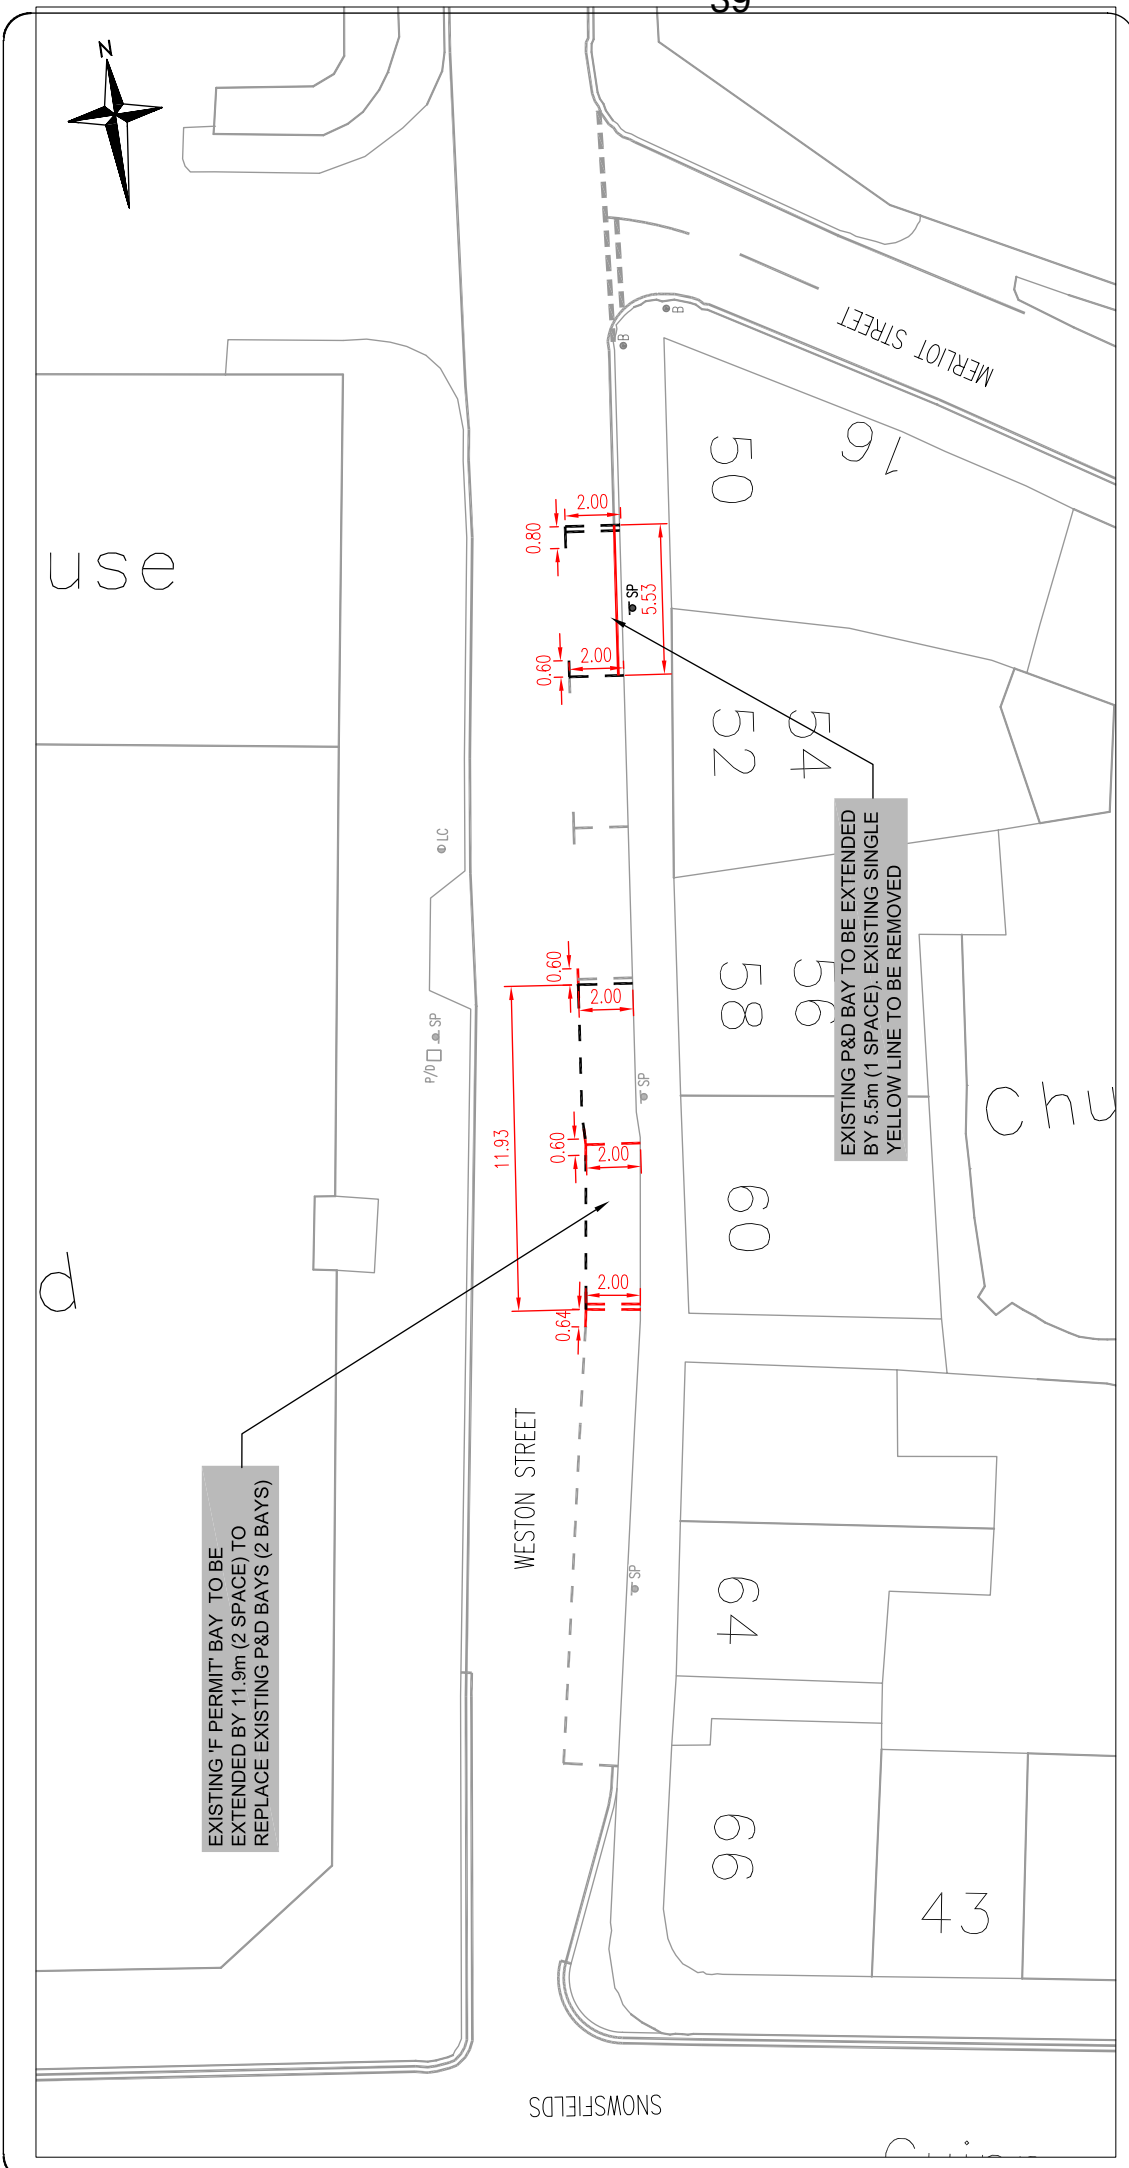 39
N
MERLIOT STREET
50
16
use
2.00
0.80
SP
5.53
2.00
0.60
52
54
LC
EXISTING P&D BAY TO BE EXTENDED
BY 5.5m (1 SPACE). EXISTING SINGLE
YELLOW LINE TO BE REMOVED
B
B
58
56
0.60
2.00
P/D
SP
SP
Chu
11.93
0.60
2.00
60
d
2.00
0.64
WESTON STREET
EXISTING 'F PERMIT' BAY TO BE
EXTENDED BY 11.9m (2 SPACE) TO
REPLACE EXISTING P&D BAYS (2 BAYS)
SP
64
66
43
SNOWSFIELDS